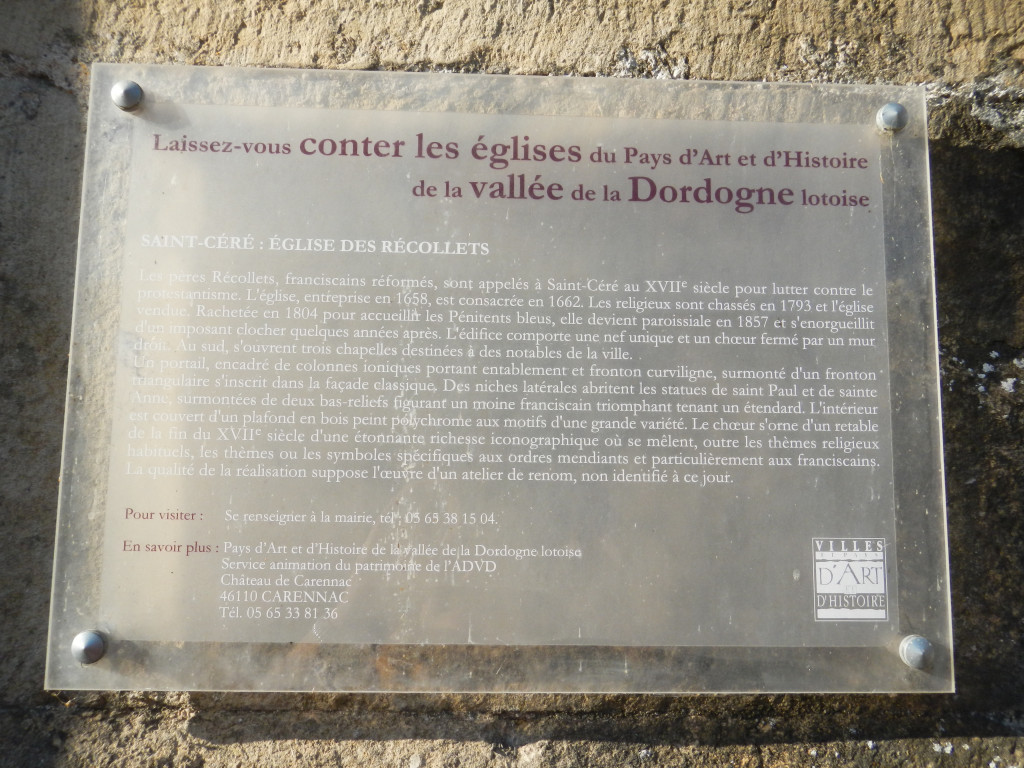 Laissez-vous conter les églises du Pays d'Art et d'Histoire
de la vallée de la Dordogne lotoise
SAINT-CÉRÉ : ÉGLISE DES RÉCOLLETS
Les pères Récollets, franciscains réformés, sont appelés à Saint-Céré au XVIIe siècle pour lutter contre le
protestantisme. L'église, entreprise en 1658, est consacrée en 1662. Les religieux sont chassés en 1793 et l'église
vendue. Rachetée en 1804 pour accueillir les Pénitents bleus, elle devient paroissiale en 1857 et s'enorgueillit
d'un imposant clocher quelques années après. L'édifice comporte une nef unique et un chœur fermé par un mur
droit. Au sud, s'ouvrent trois chapelles destinées à des notables de la ville.
Un portail, encadré de colonnes ioniques portant entablement et fronton curviligne, surmonté d'un fronton
triangulaire s'inscrit dans la façade classique. Des niches latérales abritent les statues de saint Paul et de sainte
Anne, surmontées de deux bas-reliefs figurant un moine franciscain triomphant tenant un étendard. L'intérieur
est couvert d'un plafond en bois peint polychrome aux motifs d'une grande variété. Le chœur s'orne d'un retable
de la fin du XVIIe siècle d'une étonnante richesse iconographique où se mêlent, outre les thèmes religieux
habituels, les thèmes ou les symboles spécifiques aux ordres mendiants et particulièrement aux franciscains.
La qualité de la réalisation suppose l'œuvre d'un atelier de renom, non identifié à ce jour.
Pour visiter : Se renseigner à la mairie, tél : 05 65 38 15 04.
En savoir plus : Pays d'Art et d'Histoire de la vallée de la Dordogne lotoise
Service animation du patrimoine de l'ADVD
Château de Carennac
46110 CARENNAC
Tél. 05 65 33 81 36
VILLES
ET PAYS
D'ART
ET
D'HISTOIRE